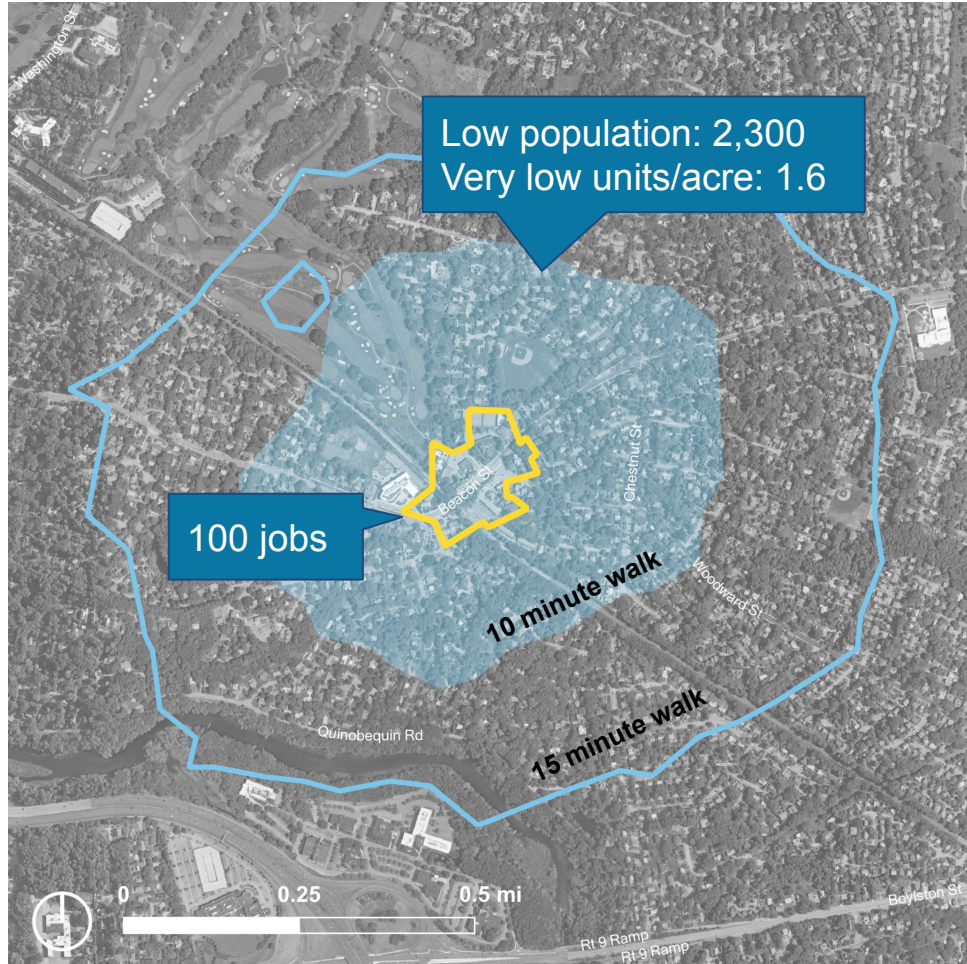 Washington St
Low population: 2,300
Very low units/acre: 1.6
Beacon St
Chestnut St
100 jobs
10 minute walk
Woodward St
15 minute walk
Quinobequin Rd
0 0.25 0.5 mi
Boylston St
Rt 9 Ramp
Rt 9 Ramp